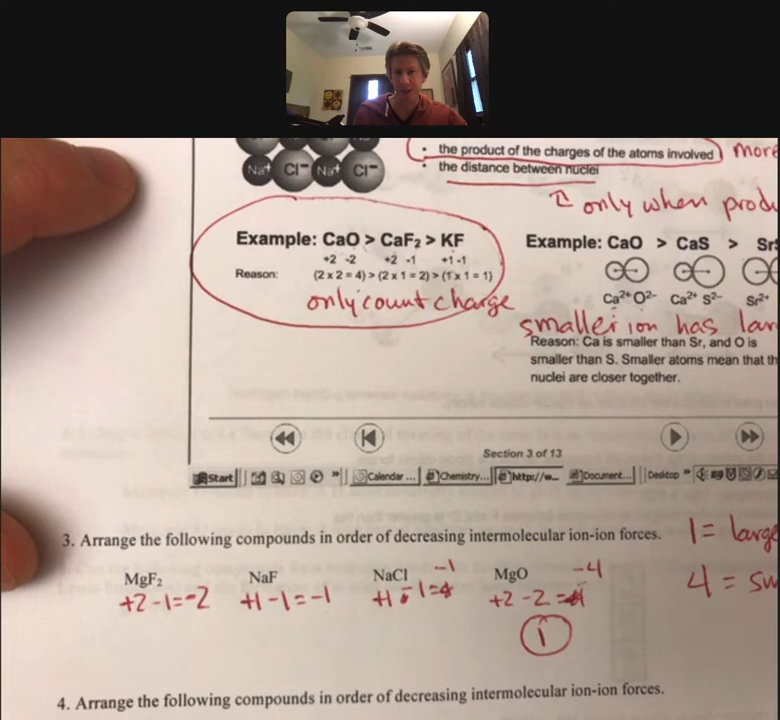 the product of the charges of the atoms involved more
the distance between nuclei
Na+ Cl− Na+ Cl−
only when produ
Example: CaO > CaF2 > KF
+2 -2 +2 -1 +1 -1
Reason: (2 x 2 = 4) > (2 x 1 = 2) > (1 x 1 = 1)
only count charge
Example: CaO > CaS > Sr
Ca2+ O2− Ca2+ S2− Sr2+
smaller ion has lar
Reason: Ca is smaller than Sr, and O is
smaller than S. Smaller atoms mean that th
nuclei are closer together.
Section 3 of 13
Start Calendar ... Chemistry... http://w... Document... Desktop
3. Arrange the following compounds in order of decreasing intermolecular ion-ion forces. 1 = large
MgF2 NaF NaCl -1 MgO -4
+2 -1 = -2 +1 -1 = -1 +1 -1 = +2 -2 =
4 = sm
1
4. Arrange the following compounds in order of decreasing intermolecular ion-ion forces.